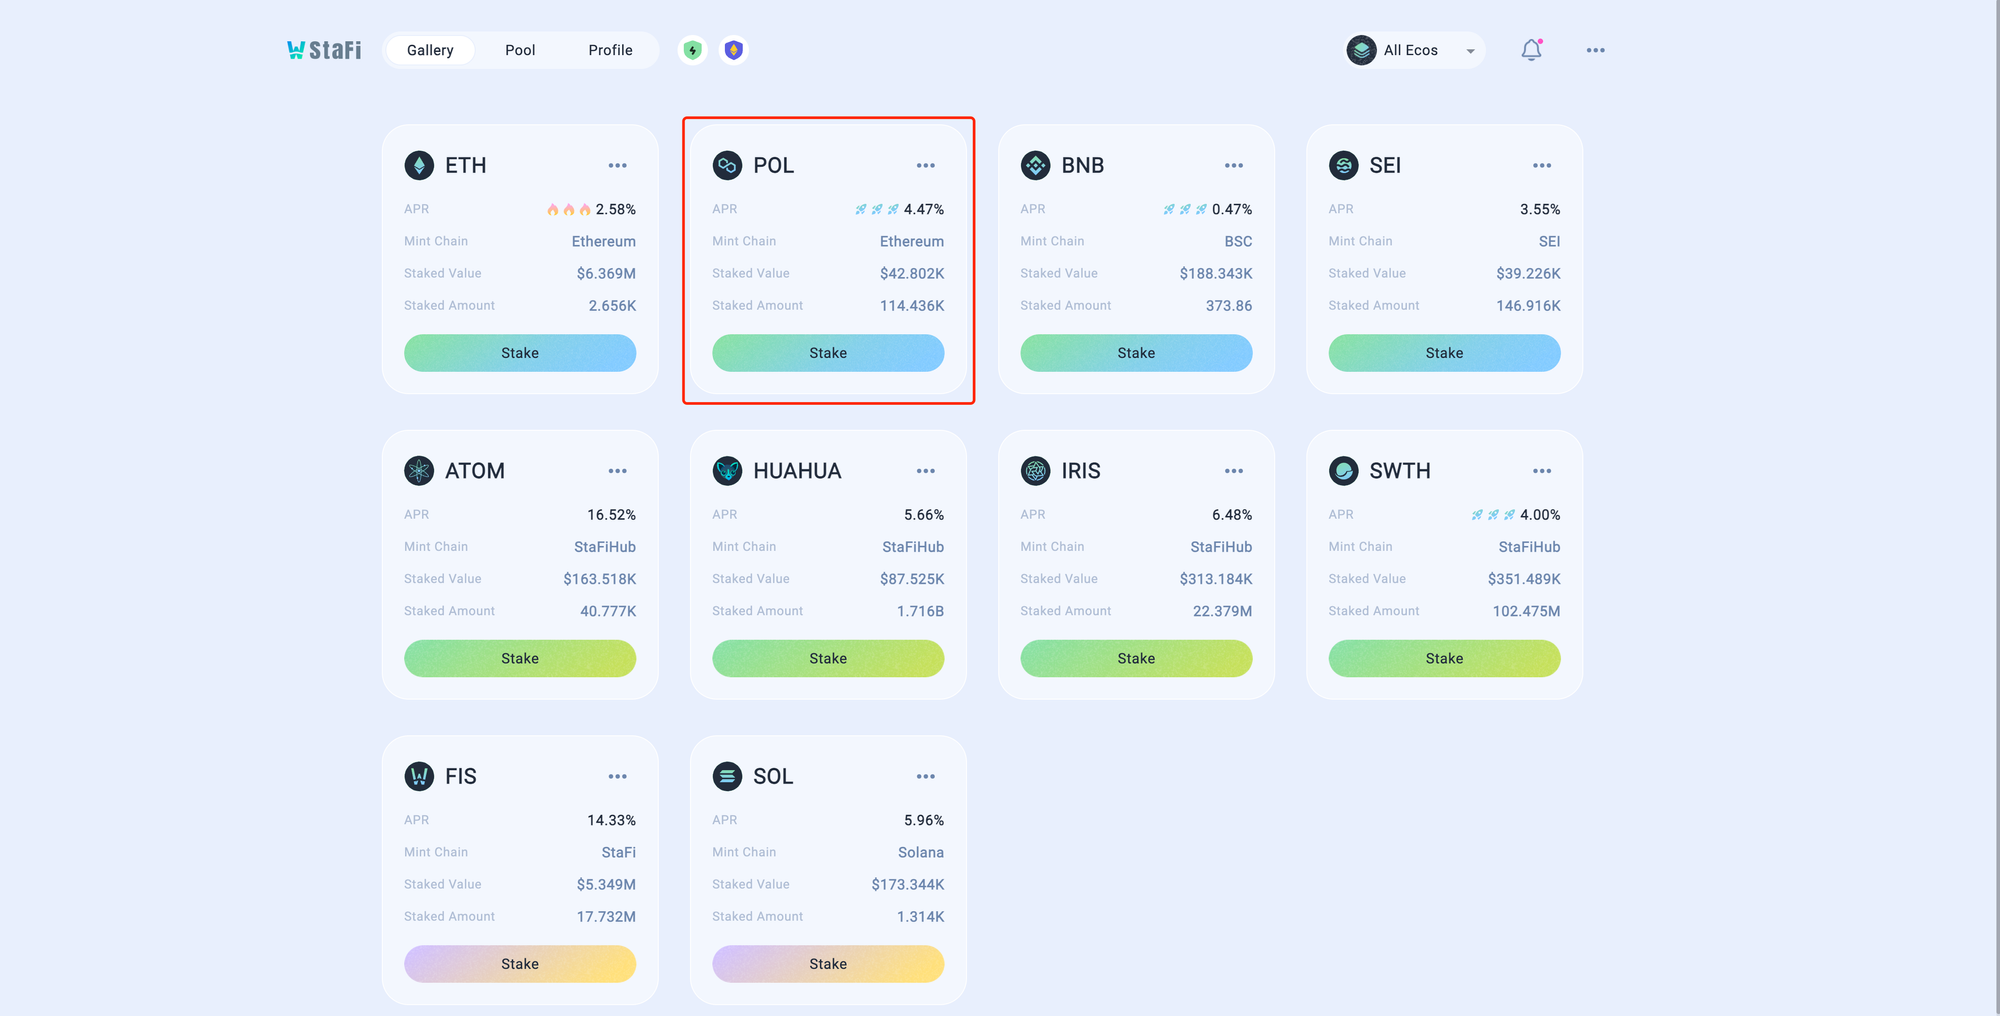 StaFi Gallery Pool Profile All Ecos
ETH
APR 2.58%
Mint Chain Ethereum
Staked Value $6.369M
Staked Amount 2.656K
Stake
POL
APR 4.47%
Mint Chain Ethereum
Staked Value $42.802K
Staked Amount 114.436K
Stake
BNB
APR 0.47%
Mint Chain BSC
Staked Value $188.343K
Staked Amount 373.86
Stake
SEI
APR 3.55%
Mint Chain SEI
Staked Value $39.226K
Staked Amount 146.916K
Stake
ATOM
APR 16.52%
Mint Chain StaFiHub
Staked Value $163.518K
Staked Amount 40.777K
Stake
HUAHUA
APR 5.66%
Mint Chain StaFiHub
Staked Value $87.525K
Staked Amount 1.716B
Stake
IRIS
APR 6.48%
Mint Chain StaFiHub
Staked Value $313.184K
Staked Amount 22.379M
Stake
SWTH
APR 4.00%
Mint Chain StaFiHub
Staked Value $351.489K
Staked Amount 102.475M
Stake
FIS
APR 14.33%
Mint Chain StaFi
Staked Value $5.349M
Staked Amount 17.732M
Stake
SOL
APR 5.96%
Mint Chain Solana
Staked Value $173.344K
Staked Amount 1.314K
Stake